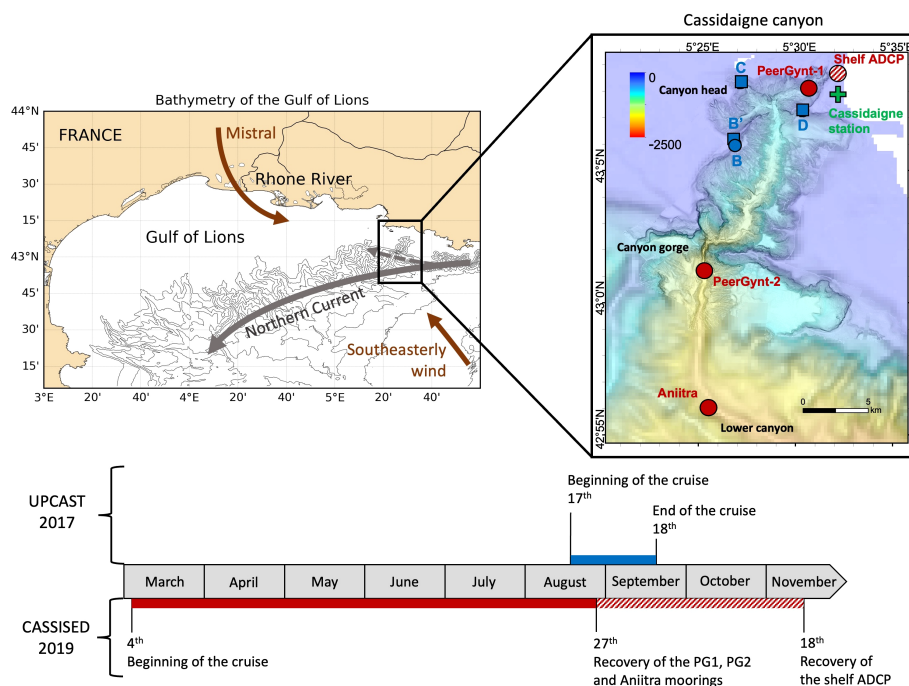 Cassidaigne canyon
5°25'E 5°30'E 5°35'E
Shelf ADCP
PeerGynt-1
C
0
Canyon head
Cassidaigne
station
D
B'
B
-2500
43°5'N
Canyon gorge
PeerGynt-2
43°0'N
Aniitra
0 5
km
Lower canyon
42°55'N
Bathymetry of the Gulf of Lions
44°N
FRANCE
Mistral
45'
Rhone River
30'
15'
Gulf of Lions
43°N
45'
Northern Current
30'
Southeasterly
wind
15'
3°E 20' 40' 4°E 20' 40' 5°E 20' 40'
UPCAST
2017
Beginning of the cruise
17th
End of the cruise
18th
March April May June July August September October November
CASSISED
2019
4th
Beginning of the cruise
27th
Recovery of the PG1, PG2
and Aniitra moorings
18th
Recovery of
the shelf ADCP